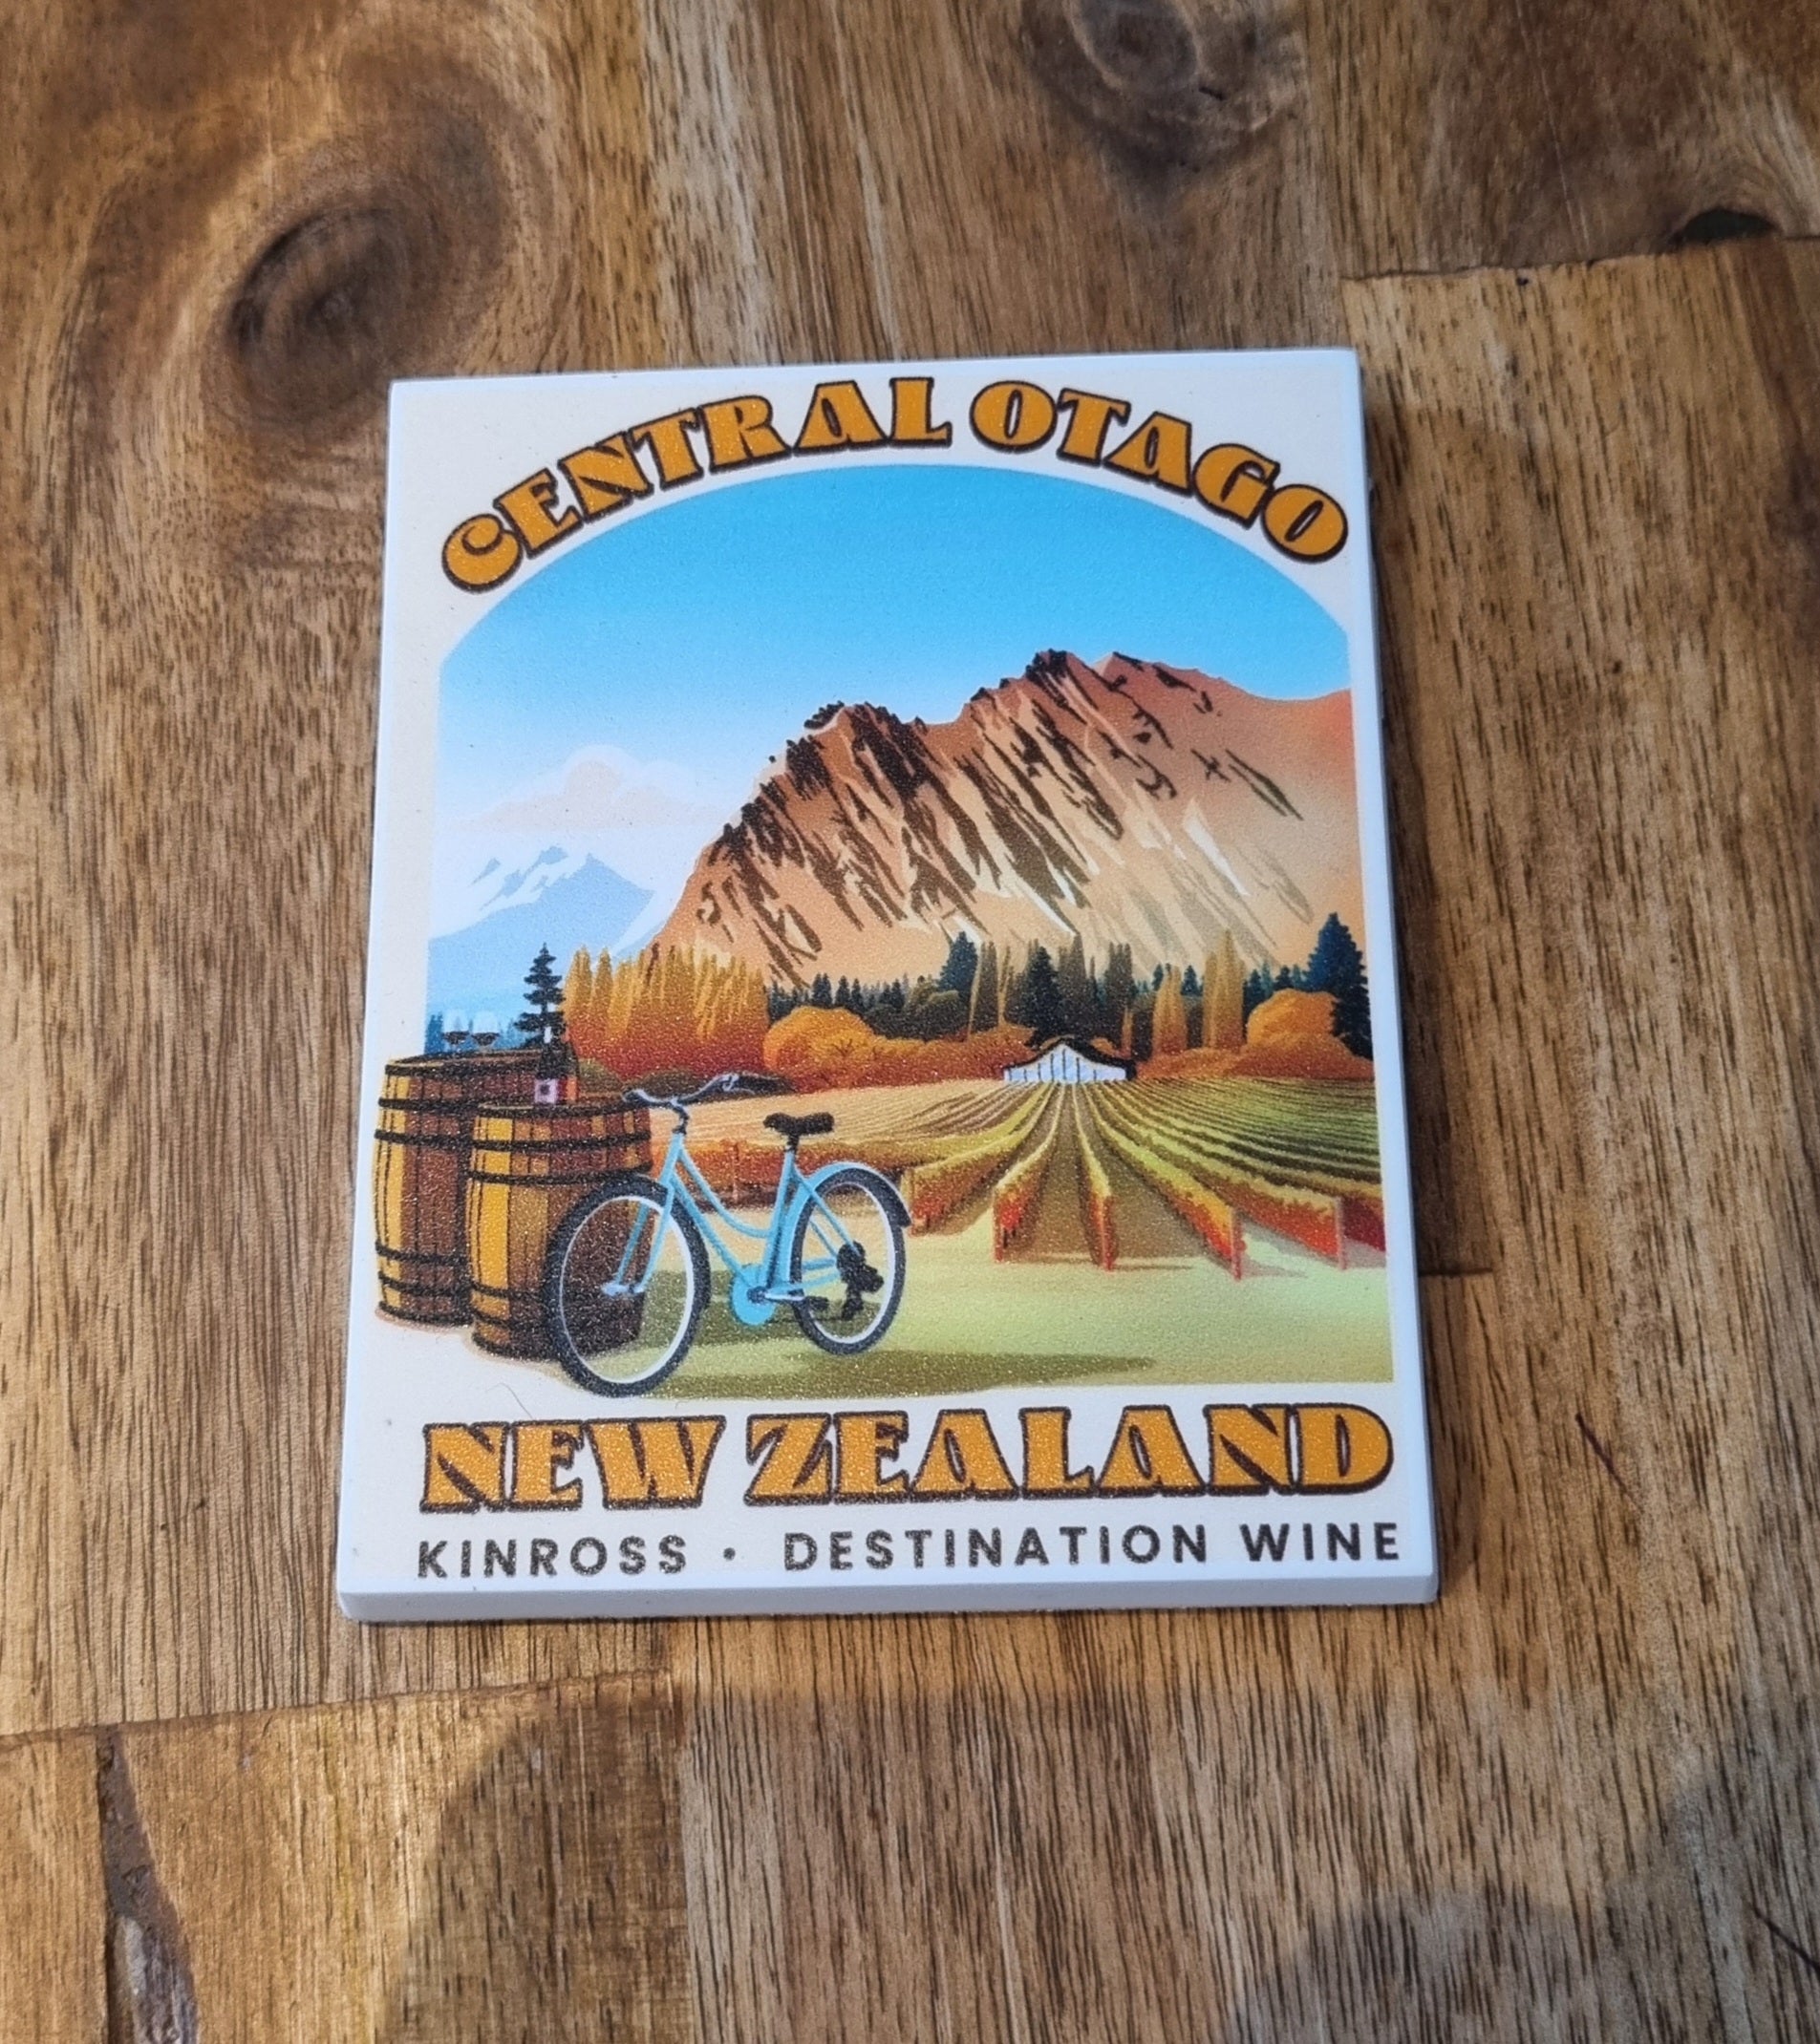 CENTRAL OTAGO
NEW ZEALAND
KINROSS • DESTINATION WINE